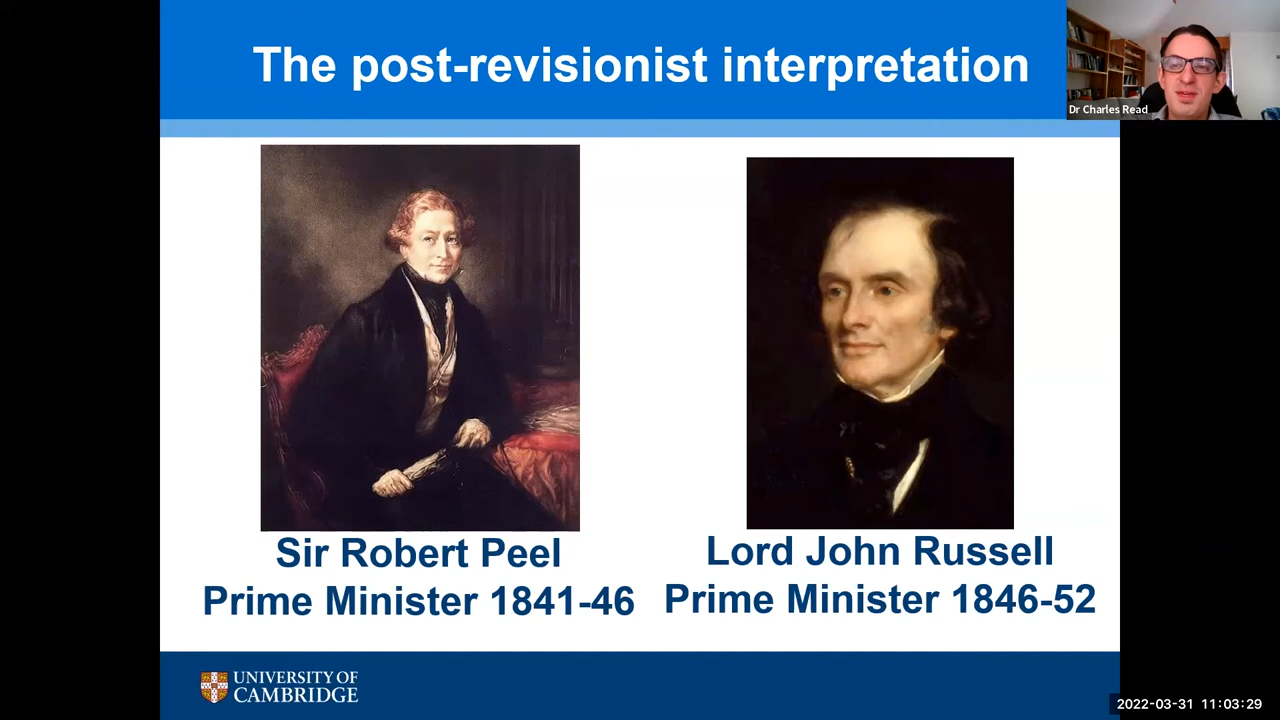 The post-revisionist interpretation
Dr Charles Read
Sir Robert Peel
Prime Minister 1841-46
Lord John Russell
Prime Minister 1846-52
UNIVERSITY OF
CAMBRIDGE
2022-03-31 11:03:29